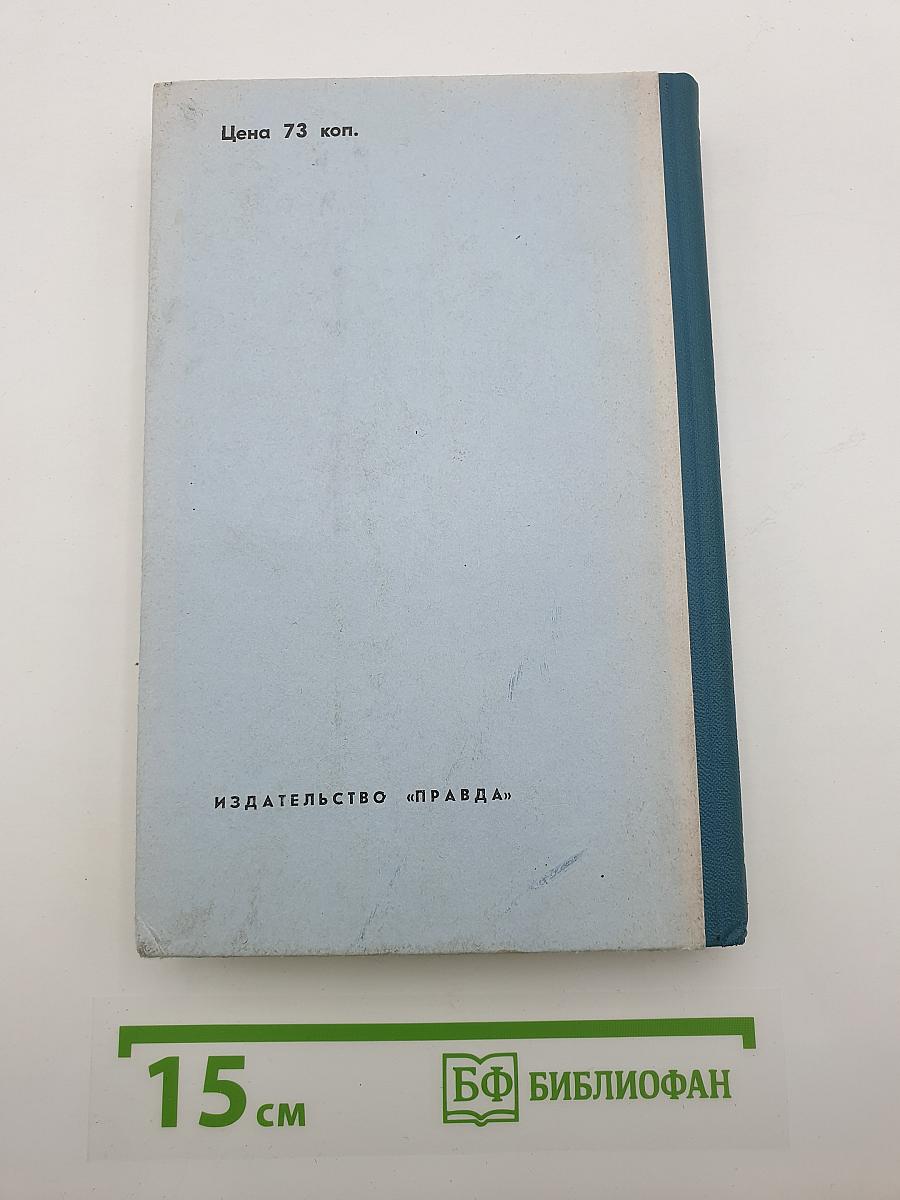 Цена 73 коп.
ИЗДАТЕЛЬСТВО «ПРАВДА»
15 см
БФ БИБЛИОФАН